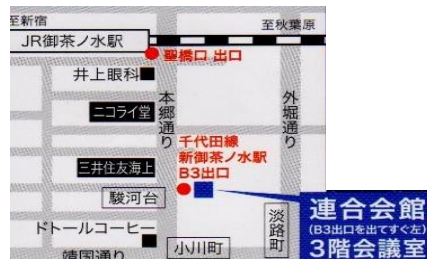 至新宿
至秋葉原
JR御茶ノ水駅
聖橋口 出口
井上眼科
本郷通り
外堀通り
ニコライ堂
千代田線
新御茶ノ水駅
B3出口
三井住友海上
駿河台
連合会館
(B3出口を出てすぐ左)
3階会議室
淡路町
ドトールコーヒー
小川町
靖国通り